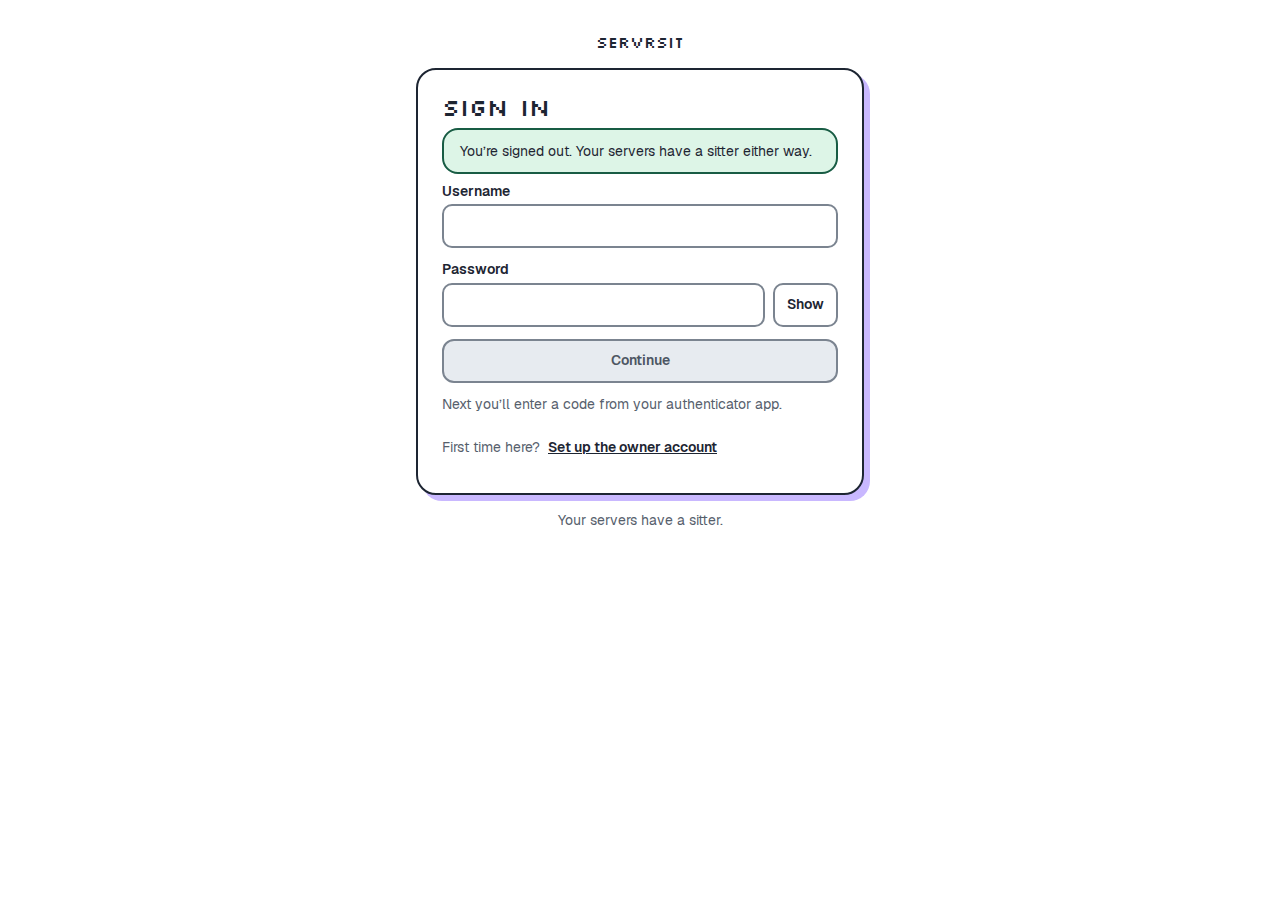 SERVRSIT
SIGN IN
You're signed out. Your servers have a sitter either way.
Username
Password
Show
Continue
Next you'll enter a code from your authenticator app.
First time here? Set up the owner account
Your servers have a sitter.